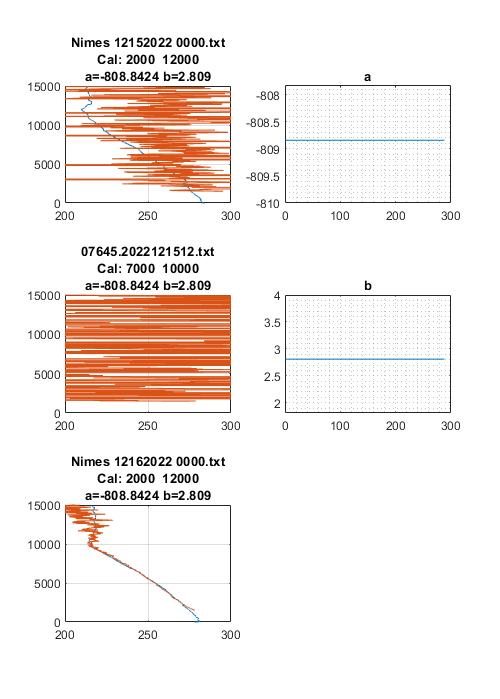 Nimes 12152022 0000.txt
Cal: 2000 12000
a=-808.8424 b=2.809
15000
10000
5000
0
200 250 300
a
-808
-808.5
-809
-809.5
-810
0 100 200 300
07645.2022121512.txt
Cal: 7000 10000
a=-808.8424 b=2.809
15000
10000
5000
0
200 250 300
b
4
3.5
3
2.5
2
0 100 200 300
Nimes 12162022 0000.txt
Cal: 2000 12000
a=-808.8424 b=2.809
15000
10000
5000
0
200 250 300